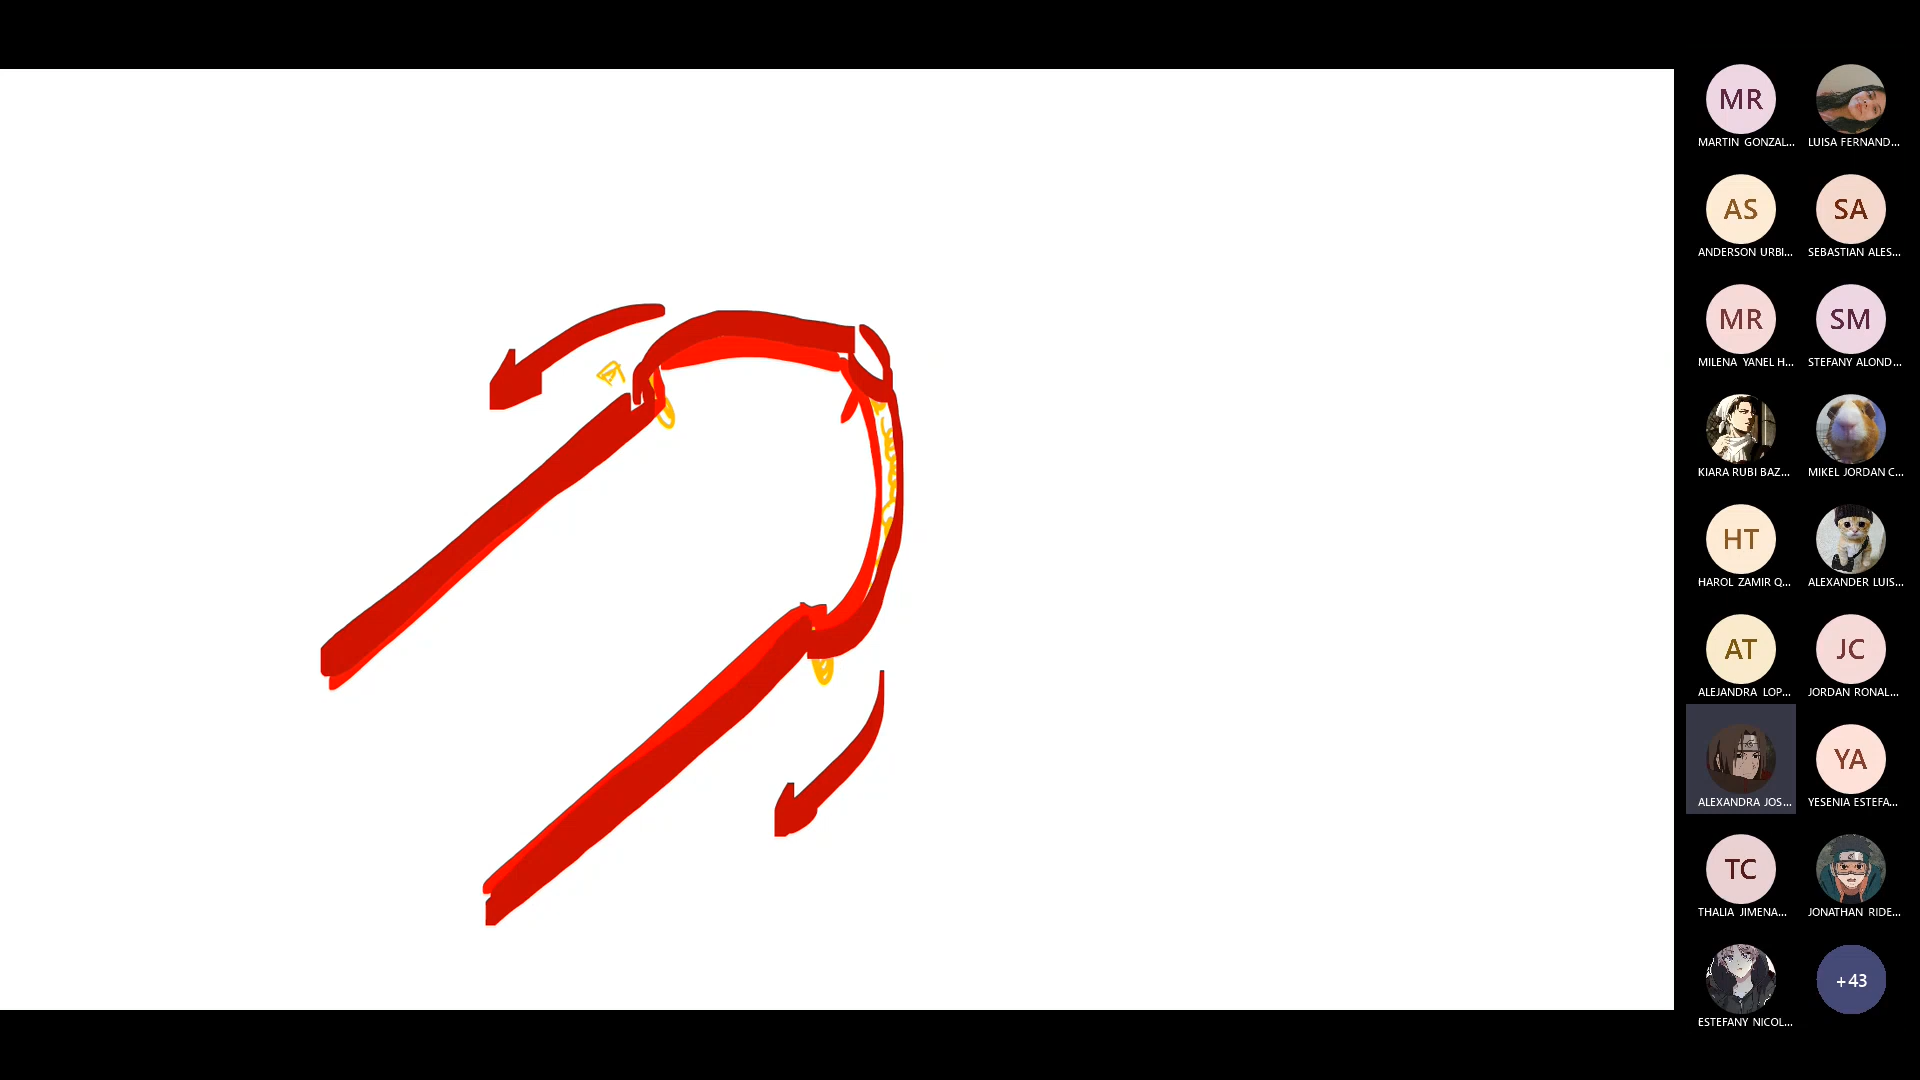 MR
MARTIN GONZAL...
LUISA FERNAND...
AS
ANDERSON URBI...
SA
SEBASTIAN ALES...
MR
MILENA YANEL H...
SM
STEFANY ALOND...
KIARA RUBI BAZ...
MIKEL JORDAN C...
HT
HAROL ZAMIR Q...
ALEXANDER LUIS...
AT
ALEJANDRA LOP...
JC
JORDAN RONAL...
ALEXANDRA JOS...
YA
YESENIA ESTEFA...
TC
THALIA JIMENA...
JONATHAN RIDE...
ESTEFANY NICOL...
+43